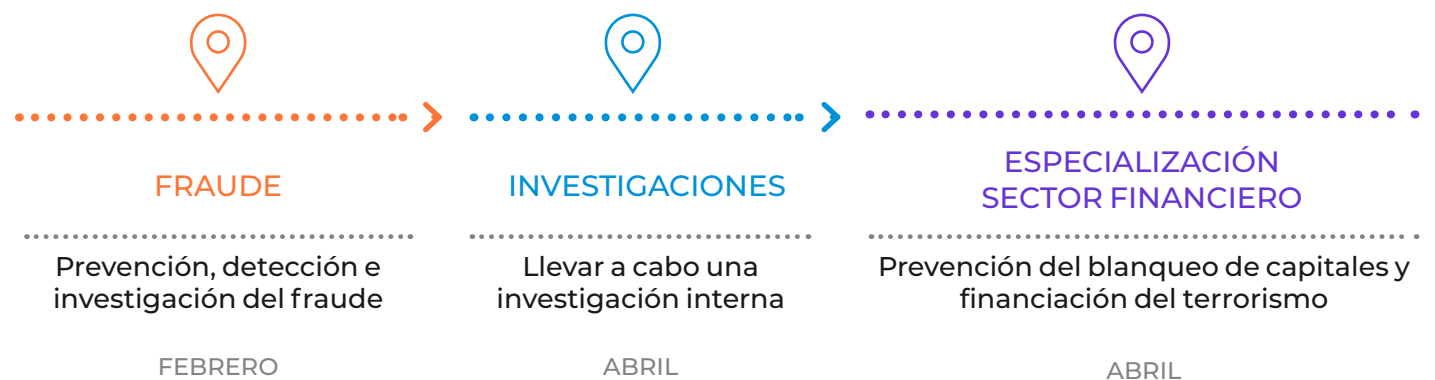 FRAUDE
Prevención, detección e
investigación del fraude
FEBRERO
INVESTIGACIONES
Llevar a cabo una
investigación interna
ABRIL
ESPECIALIZACIÓN
SECTOR FINANCIERO
Prevención del blanqueo de capitales y
financiación del terrorismo
ABRIL